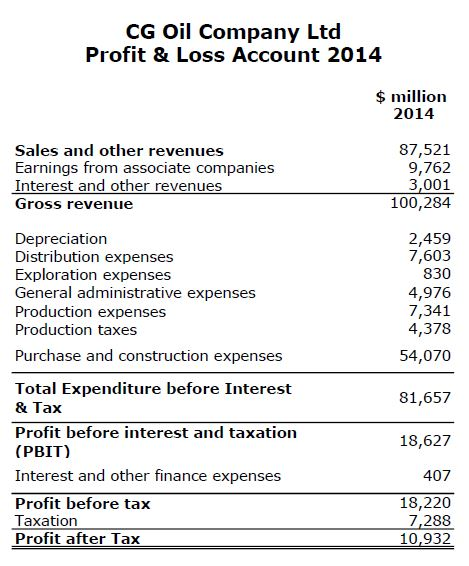 CG Oil Company Ltd
Profit & Loss Account 2014
$ million
2014
Sales and other revenues 87,521
Earnings from associate companies 9,762
Interest and other revenues 3,001
Gross revenue 100,284
Depreciation 2,459
Distribution expenses 7,603
Exploration expenses 830
General administrative expenses 4,976
Production expenses 7,341
Production taxes 4,378
Purchase and construction expenses 54,070
Total Expenditure before Interest
& Tax 81,657
Profit before interest and taxation
(PBIT) 18,627
Interest and other finance expenses 407
Profit before tax 18,220
Taxation 7,288
Profit after Tax 10,932